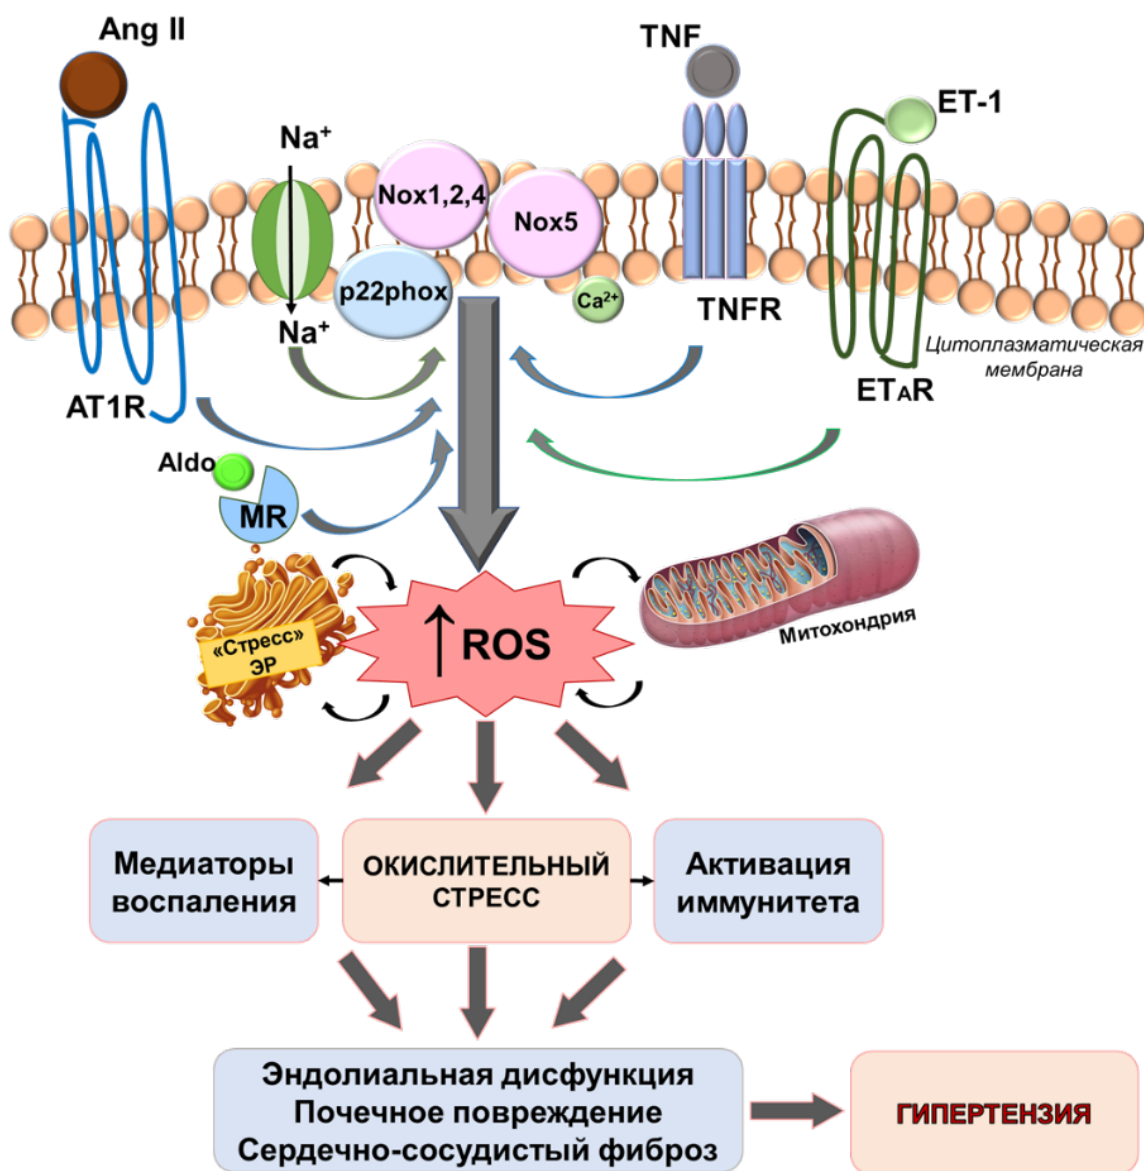 Ang II
TNF
ET-1
Na⁺
Nox1,2,4
Nox5
p22phox
Ca²⁺
Na⁺
TNFR
Цитоплазматическая
мембрана
AT1R
ETAR
Aldo
MR
«Стресс»
ЭР
↑ ROS
Митохондрия
Медиаторы
воспаления
ОКИСЛИТЕЛЬНЫЙ
СТРЕСС
Активация
иммунитета
Эндолиальная дисфункция
Почечное повреждение
Сердечно-сосудистый фиброз
ГИПЕРТЕНЗИЯ